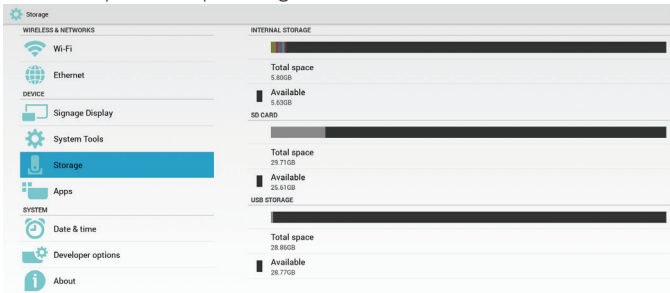 Storage
WIRELESS & NETWORKS
Wi-Fi
Ethernet
DEVICE
Signage Display
System Tools
Storage
Apps
SYSTEM
Date & time
Developer options
About
INTERNAL STORAGE
Total space
5.80GB
Available
5.63GB
SD CARD
Total space
29.71GB
Available
25.61GB
USB STORAGE
Total space
28.86GB
Available
28.77GB